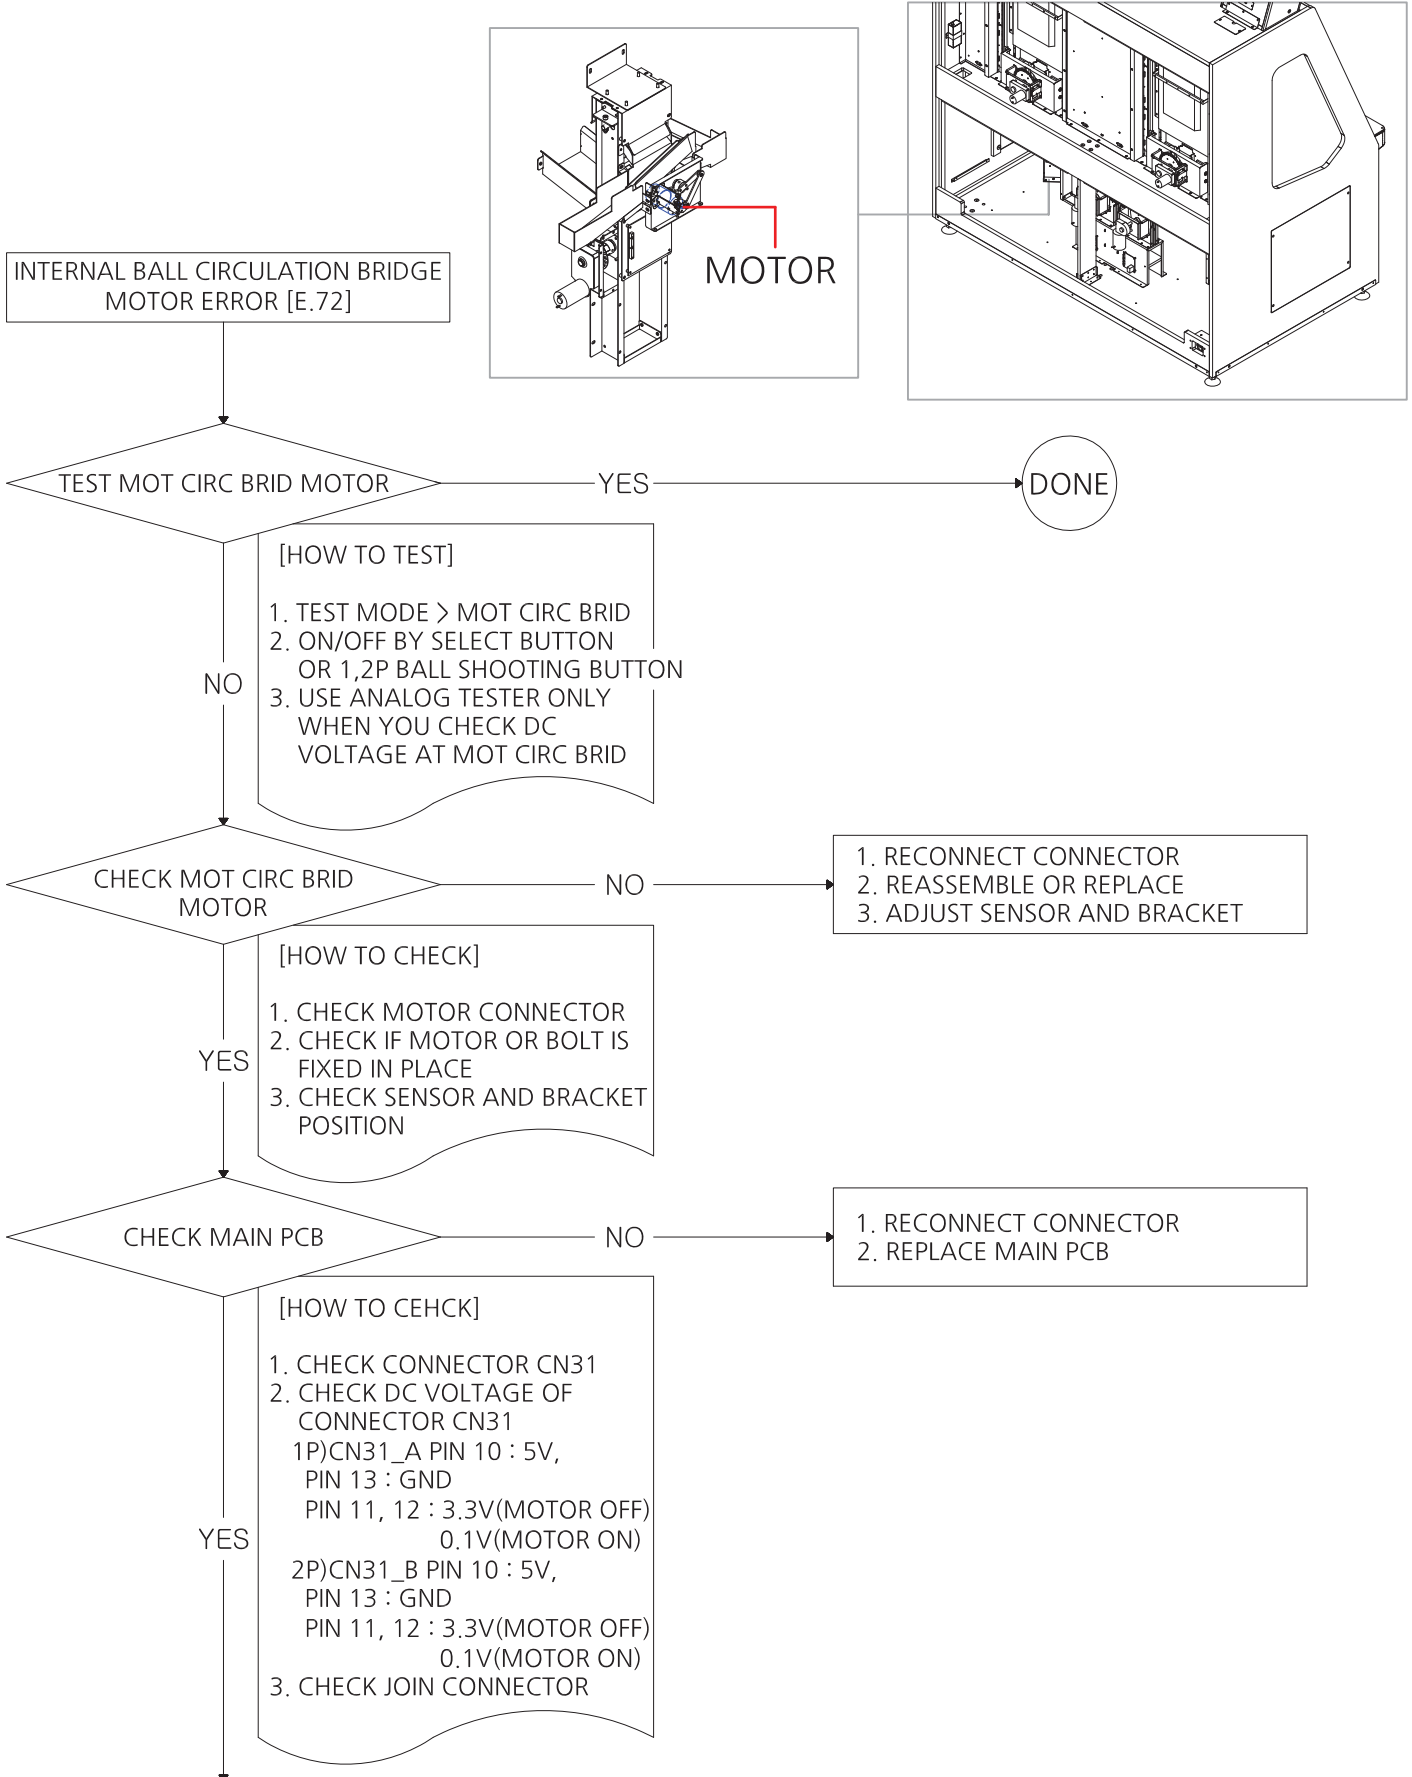 MOTOR
INTERNAL BALL CIRCULATION BRIDGE
MOTOR ERROR [E.72]
TEST MOT CIRC BRID MOTOR
YES
DONE
[HOW TO TEST]
1. TEST MODE > MOT CIRC BRID
2. ON/OFF BY SELECT BUTTON
OR 1,2P BALL SHOOTING BUTTON
3. USE ANALOG TESTER ONLY
WHEN YOU CHECK DC
VOLTAGE AT MOT CIRC BRID
NO
CHECK MOT CIRC BRID
MOTOR
NO
1. RECONNECT CONNECTOR
2. REASSEMBLE OR REPLACE
3. ADJUST SENSOR AND BRACKET
[HOW TO CHECK]
1. CHECK MOTOR CONNECTOR
2. CHECK IF MOTOR OR BOLT IS
FIXED IN PLACE
3. CHECK SENSOR AND BRACKET
POSITION
YES
CHECK MAIN PCB
NO
1. RECONNECT CONNECTOR
2. REPLACE MAIN PCB
[HOW TO CEHCK]
1. CHECK CONNECTOR CN31
2. CHECK DC VOLTAGE OF
CONNECTOR CN31
1P)CN31_A PIN 10 : 5V,
PIN 13 : GND
PIN 11, 12 : 3.3V(MOTOR OFF)
0.1V(MOTOR ON)
2P)CN31_B PIN 10 : 5V,
PIN 13 : GND
PIN 11, 12 : 3.3V(MOTOR OFF)
0.1V(MOTOR ON)
3. CHECK JOIN CONNECTOR
YES